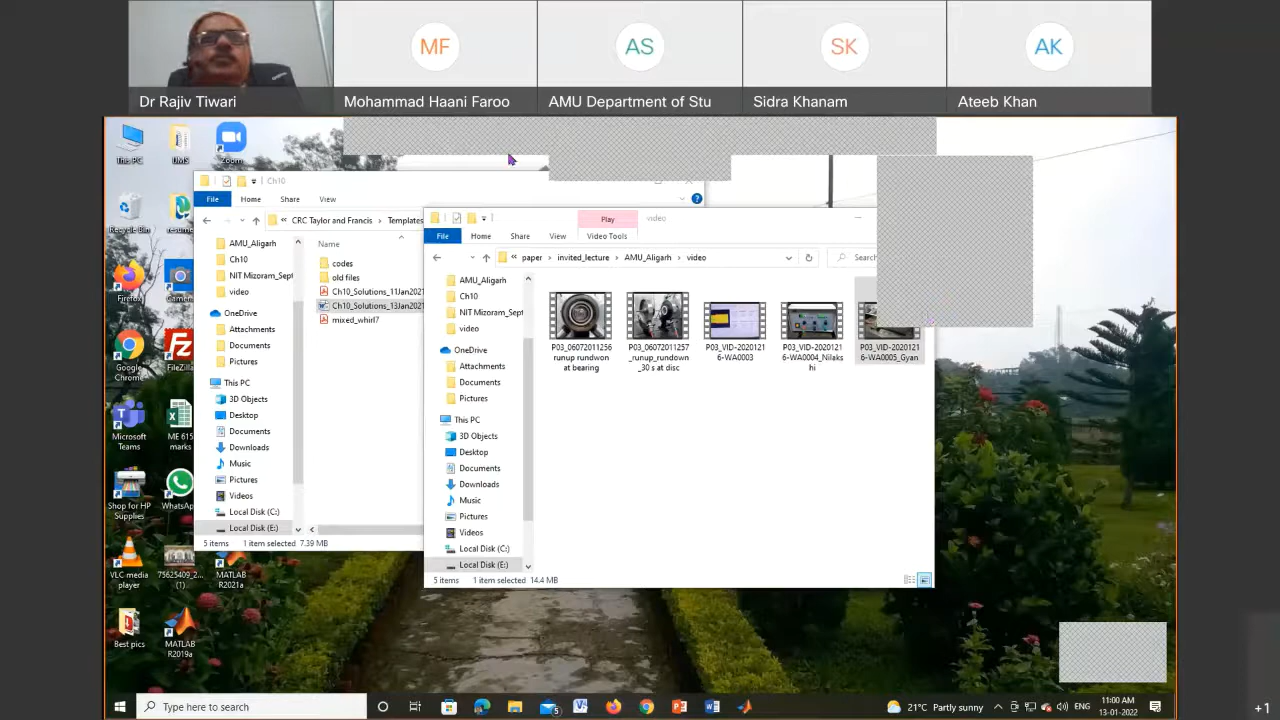 MF
AS
SK
AK
Dr Rajiv Tiwari
Mohammad Haani Faroo
AMU Department of Stu
Sidra Khanam
Ateeb Khan
This PC
IJMS
Zoom
Recycle Bin
resume
Firefox
Google Chrome
FileZilla
Microsoft Teams
ME 615 marks
Shop for HP Supplies
WhatsApp
VLC media player
75625409_2... (1)
MATLAB R2021a
Best pics
MATLAB R2019a
Ch10
File
Home
Share
View
CRC Taylor and Francis
Templates
AMU_Aligarh
Ch10
NIT Mizoram_Sept
video
OneDrive
Attachments
Documents
Pictures
This PC
3D Objects
Desktop
Documents
Downloads
Music
Pictures
Videos
Local Disk (C:)
Local Disk (E:)
Name
codes
old files
Ch10_Solutions_11Jan2021
Ch10_Solutions_13Jan2021
mixed_whirl7
5 items
1 item selected 7.39 MB
Play
video
File
Home
Share
View
Video Tools
paper
invited_lecture
AMU_Aligarh
video
Search
AMU_Aligarh
Ch10
NIT Mizoram_Sept
video
OneDrive
Attachments
Documents
Pictures
This PC
3D Objects
Desktop
Documents
Downloads
Music
Pictures
Videos
Local Disk (C:)
Local Disk (E:)
P03_06072011256
runup rundwon
at bearing
P03_06072011257
_runup_rundown
_30 s at disc
P03_VID-2020121
6-WA0003
P03_VID-2020121
6-WA0004_Nilaks
hi
P03_VID-2020121
6-WA0005_Gyan
5 items
1 item selected 14.4 MB
Type here to search
5
21°C Partly sunny
ENG
11:00 AM
13-01-2022
+1